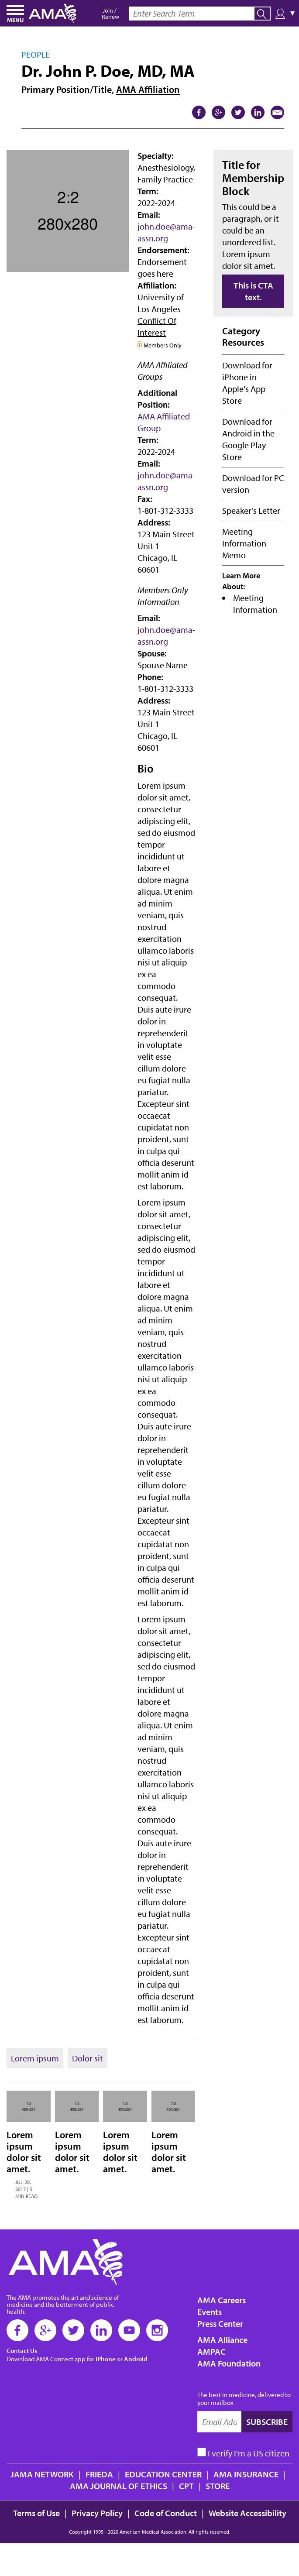 MENU
AMA
Join /
Renew
Enter Search Term
▼
PEOPLE
Dr. John P. Doe, MD, MA
Primary Position/Title, AMA Affiliation
2:2
280x280
Specialty:
Anesthesiology,
Family Practice
Term:
2022-2024
Email:
john.doe@ama-
assn.org
Endorsement:
Endorsement
goes here
Affiliation:
University of
Los Angeles
Conflict Of
Interest
Members Only
AMA Affiliated
Groups
Additional
Position:
AMA Affiliated
Group
Term:
2022-2024
Email:
john.doe@ama-
assn.org
Fax:
1-801-312-3333
Address:
123 Main Street
Unit 1
Chicago, IL
60601
Members Only
Information
Email:
john.doe@ama-
assn.org
Spouse:
Spouse Name
Phone:
1-801-312-3333
Address:
123 Main Street
Unit 1
Chicago, IL
60601
Bio
Lorem ipsum
dolor sit amet,
consectetur
adipiscing elit,
sed do eiusmod
tempor
incididunt ut
labore et
dolore magna
aliqua. Ut enim
ad minim
veniam, quis
nostrud
exercitation
ullamco laboris
nisi ut aliquip
ex ea
commodo
consequat.
Duis aute irure
dolor in
reprehenderit
in voluptate
velit esse
cillum dolore
eu fugiat nulla
pariatur.
Excepteur sint
occaecat
cupidatat non
proident, sunt
in culpa qui
officia deserunt
mollit anim id
est laborum.
Lorem ipsum
dolor sit amet,
consectetur
adipiscing elit,
sed do eiusmod
tempor
incididunt ut
labore et
dolore magna
aliqua. Ut enim
ad minim
veniam, quis
nostrud
exercitation
ullamco laboris
nisi ut aliquip
ex ea
commodo
consequat.
Duis aute irure
dolor in
reprehenderit
in voluptate
velit esse
cillum dolore
eu fugiat nulla
pariatur.
Excepteur sint
occaecat
cupidatat non
proident, sunt
in culpa qui
officia deserunt
mollit anim id
est laborum.
Lorem ipsum
dolor sit amet,
consectetur
adipiscing elit,
sed do eiusmod
tempor
incididunt ut
labore et
dolore magna
aliqua. Ut enim
ad minim
veniam, quis
nostrud
exercitation
ullamco laboris
nisi ut aliquip
ex ea
commodo
consequat.
Duis aute irure
dolor in
reprehenderit
in voluptate
velit esse
cillum dolore
eu fugiat nulla
pariatur.
Excepteur sint
occaecat
cupidatat non
proident, sunt
in culpa qui
officia deserunt
mollit anim id
est laborum.
Title for
Membership
Block
This could be a
paragraph, or it
could be an
unordered list.
Lorem ipsum
dolor sit amet.
This is CTA
text.
Category
Resources
Download for
iPhone in
Apple's App
Store
Download for
Android in the
Google Play
Store
Download for PC
version
Speaker's Letter
Meeting
Information
Memo
Learn More
About:
• Meeting
Information
Lorem ipsum
Dolor sit
Lorem
ipsum
dolor sit
amet.
JUL 28,
2017 | 5
MIN READ
Lorem
ipsum
dolor sit
amet.
Lorem
ipsum
dolor sit
amet.
Lorem
ipsum
dolor sit
amet.
AMA
The AMA promotes the art and science of
medicine and the betterment of public
health.
Contact Us
Download AMA Connect app for iPhone or Android
AMA Careers
Events
Press Center
AMA Alliance
AMPAC
AMA Foundation
The best in medicine, delivered to
your mailbox
Email Add SUBSCRIBE
I verify I'm a US citizen
JAMA NETWORK | FRIEDA | EDUCATION CENTER | AMA INSURANCE |
AMA JOURNAL OF ETHICS | CPT | STORE
Terms of Use | Privacy Policy | Code of Conduct | Website Accessibility
Copyright 1995 - 2020 American Medical Association. All rights reserved.